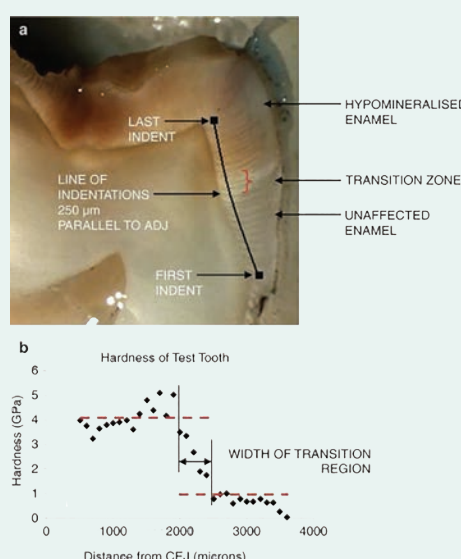 a
HYPOMINERALISED
ENAMEL
LAST
INDENT
LINE OF
INDENTATIONS
250 µm
PARALLEL TO ADJ
TRANSITION ZONE
UNAFFECTED
ENAMEL
FIRST
INDENT
b
Hardness of Test Tooth
Hardness (GPa)
6
5
4
3
2
1
0
WIDTH OF TRANSITION
REGION
0 1000 2000 3000 4000
Distance from CEJ (microns)